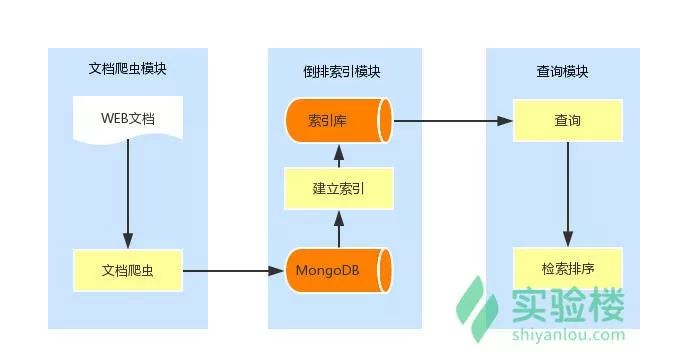 文档爬虫模块
WEB文档
文档爬虫
倒排索引模块
索引库
建立索引
MongoDB
查询模块
查询
检索排序
实验楼
shiyanlou.com